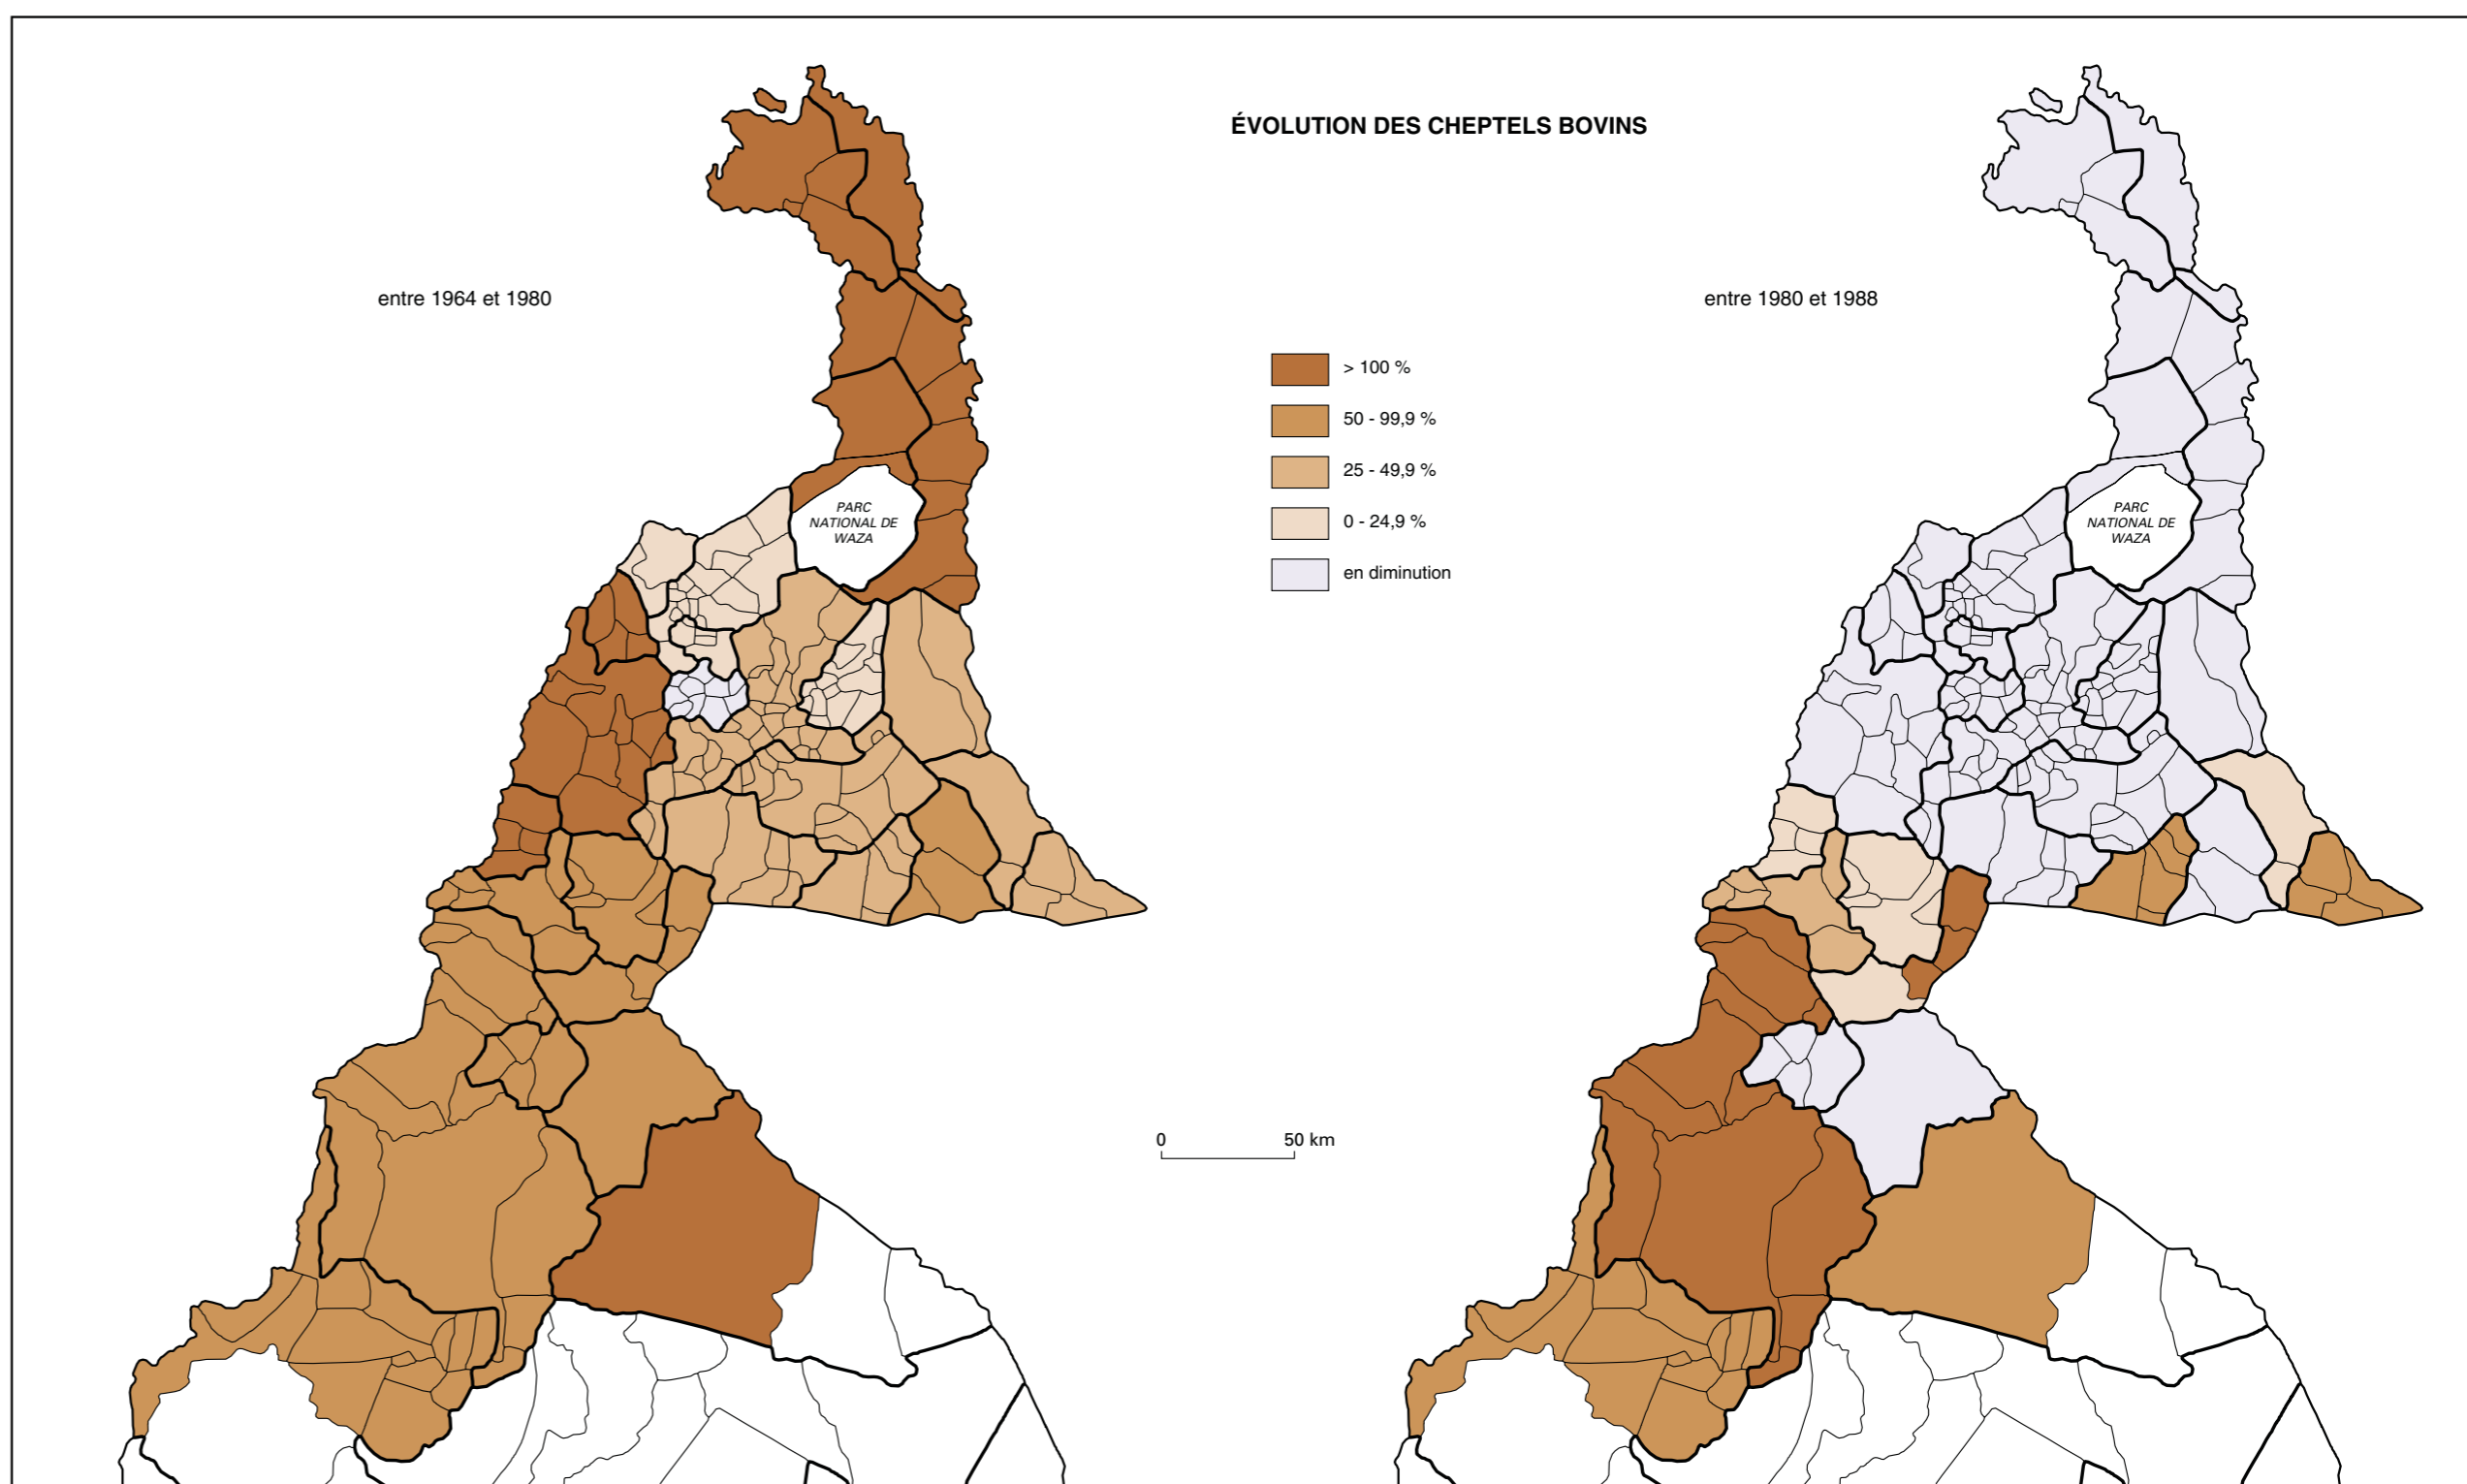 ÉVOLUTION DES CHEPTELS BOVINS
entre 1964 et 1980
entre 1980 et 1988
> 100 %
50 - 99,9 %
25 - 49,9 %
0 - 24,9 %
en diminution
PARC
NATIONAL DE
WAZA
PARC
NATIONAL DE
WAZA
0 50 km